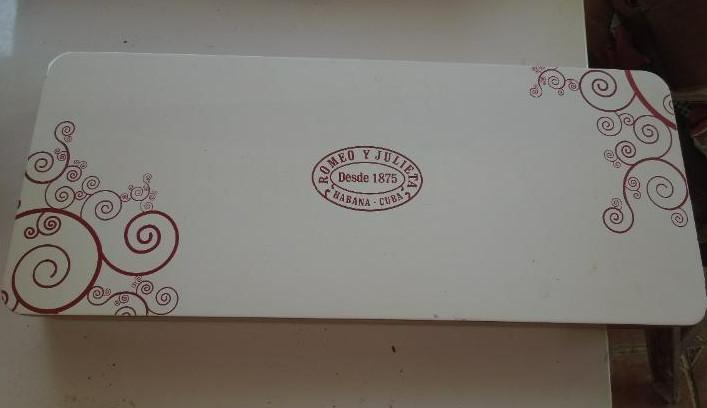 ROMEO Y JULIETA
Desde 1875
HABANA - CUBA